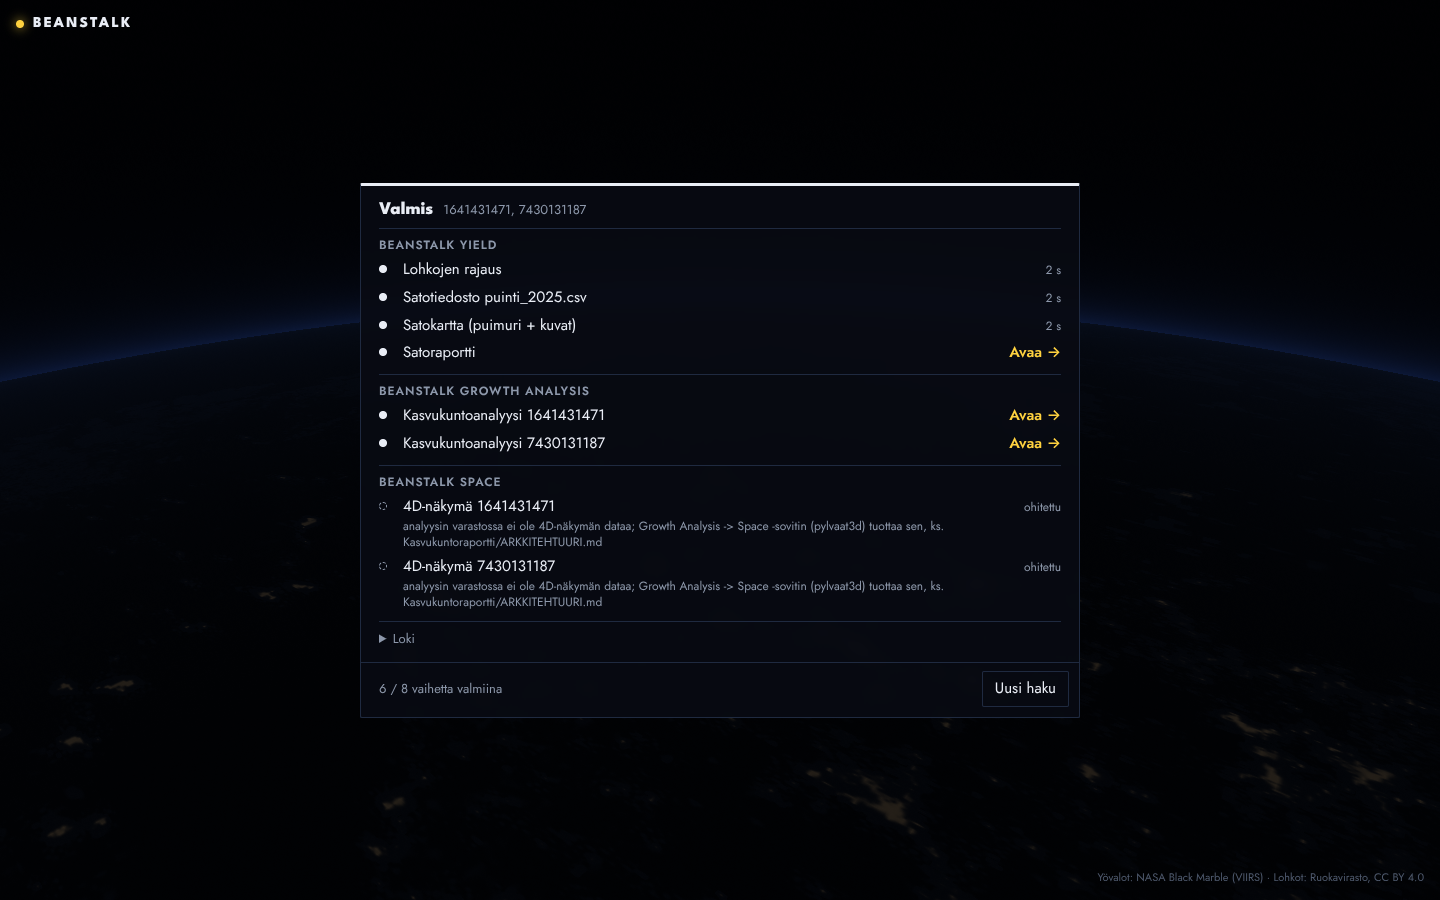 BEANSTALK
Valmis 1641431471, 7430131187
BEANSTALK YIELD
Lohkojen rajaus 2 s
Satotiedosto puinti_2025.csv 2 s
Satokartta (puimuri + kuvat) 2 s
Satoraportti Avaa →
BEANSTALK GROWTH ANALYSIS
Kasvukuntoanalyysi 1641431471 Avaa →
Kasvukuntoanalyysi 7430131187 Avaa →
BEANSTALK SPACE
4D-näkymä 1641431471 ohitettu
analyysin varastossa ei ole 4D-näkymän dataa; Growth Analysis -> Space -sovitin (pylvaat3d) tuottaa sen, ks.
Kasvukuntoraportti/ARKKITEHTUURI.md
4D-näkymä 7430131187 ohitettu
analyysin varastossa ei ole 4D-näkymän dataa; Growth Analysis -> Space -sovitin (pylvaat3d) tuottaa sen, ks.
Kasvukuntoraportti/ARKKITEHTUURI.md
Loki
6 / 8 vaihetta valmiina Uusi haku
Yövalot: NASA Black Marble (VIIRS) · Lohkot: Ruokavirasto, CC BY 4.0